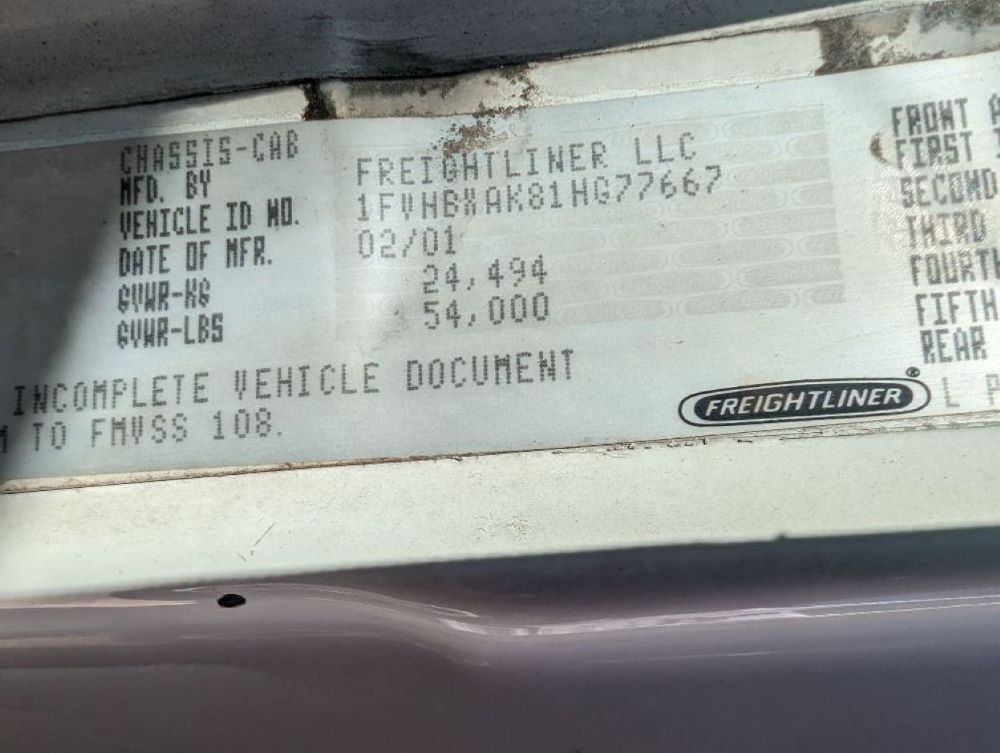 CHASSIS-CAB
MFD. BY FREIGHTLINER LLC
VEHICLE ID NO. 1FVHBXAK81HG77667
DATE OF MFR. 02/01
GVWR-KG 24,494
GVWR-LBS 54,000
INCOMPLETE VEHICLE DOCUMENT
TO FMVSS 108.
FREIGHTLINER®
FRONT A
FIRST
SECOND
THIRD
FOURTH
FIFTH
REAR
L P